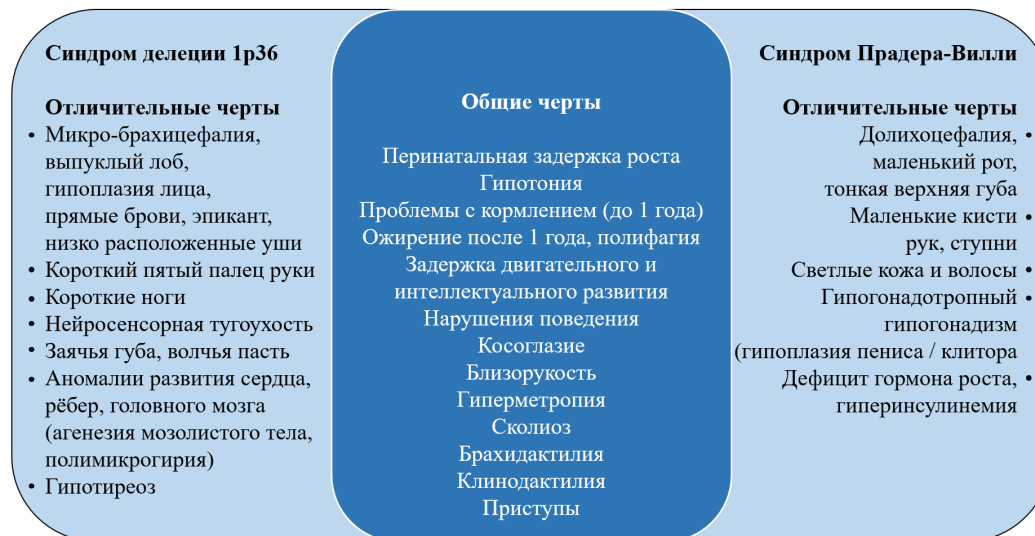 Синдром делеции 1p36
Отличительные черты
• Микро-брахицефалия,
выпуклый лоб,
гипоплазия лица,
прямые брови, эпикант,
низко расположенные уши
• Короткий пятый палец руки
• Короткие ноги
• Нейросенсорная тугоухость
• Заячья губа, волчья пасть
• Аномалии развития сердца,
рёбер, головного мозга
(агенезия мозолистого тела,
полимикрогирия)
• Гипотиреоз
Общие черты
Перинатальная задержка роста
Гипотония
Проблемы с кормлением (до 1 года)
Ожирение после 1 года, полифагия
Задержка двигательного и
интеллектуального развития
Нарушения поведения
Косоглазие
Близорукость
Гиперметропия
Сколиоз
Брахидактилия
Клинодактилия
Приступы
Синдром Прадера-Вилли
Отличительные черты
Долихоцефалия, •
маленький рот,
тонкая верхняя губа
Маленькие кисти •
рук, ступни
Светлые кожа и волосы •
Гипогонадотропный •
гипогонадизм
(гипоплазия пениса / клитора
Дефицит гормона роста, •
гиперинсулинемия